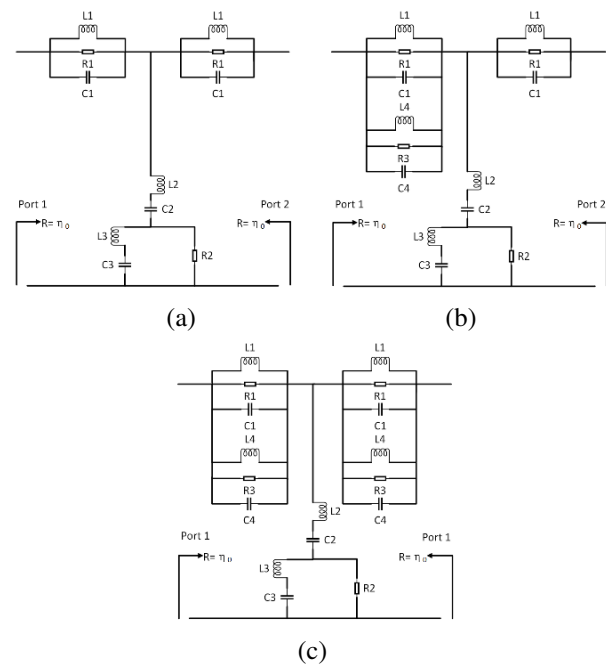 L1 L1
R1 R1
C1 C1
L2
C2
Port 1 Port 2
R= η₀ R= η₀
L3
R2
C3
(a)
L1 L1
R1 R1
C1 C1
L4
R3
C4
L2
C2
Port 1 Port 2
R= η₀ R= η₀
L3
R2
C3
(b)
L1 L1
R1 R1
C1 C1
L4 L4
R3 R3
C4 C4
L2
C2
Port 1 Port 1
R= η₀ R= η₀
L3
R2
C3
(c)